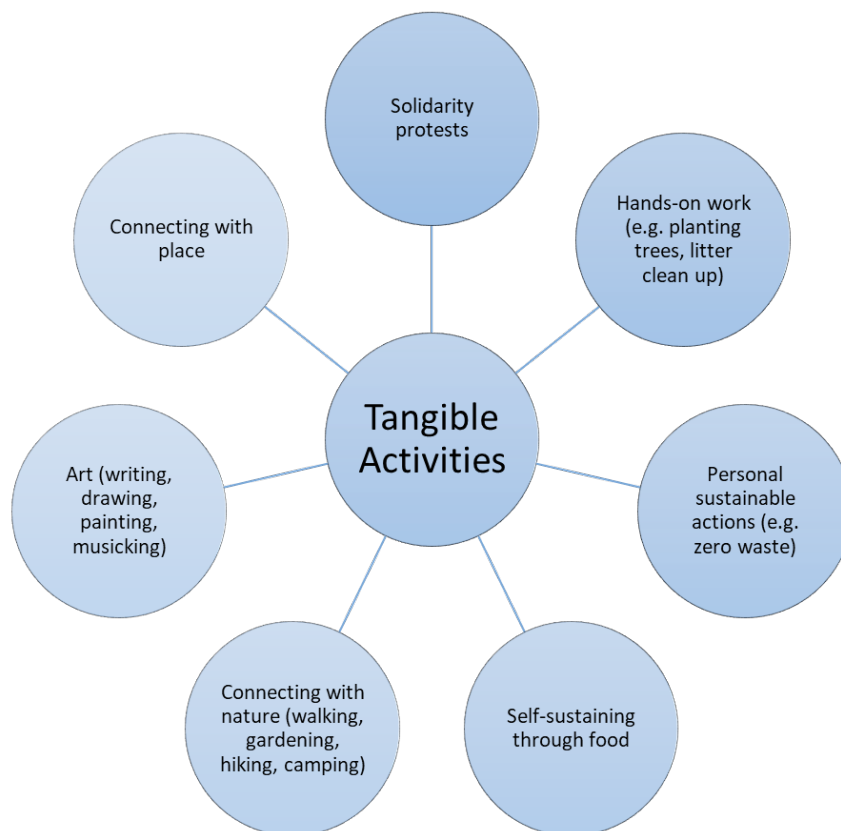 Solidarity
protests
Hands-on work
(e.g. planting
trees, litter
clean up)
Personal
sustainable
actions (e.g.
zero waste)
Self-sustaining
through food
Connecting with
nature (walking,
gardening,
hiking, camping)
Art (writing,
drawing,
painting,
musicking)
Connecting with
place
Tangible
Activities